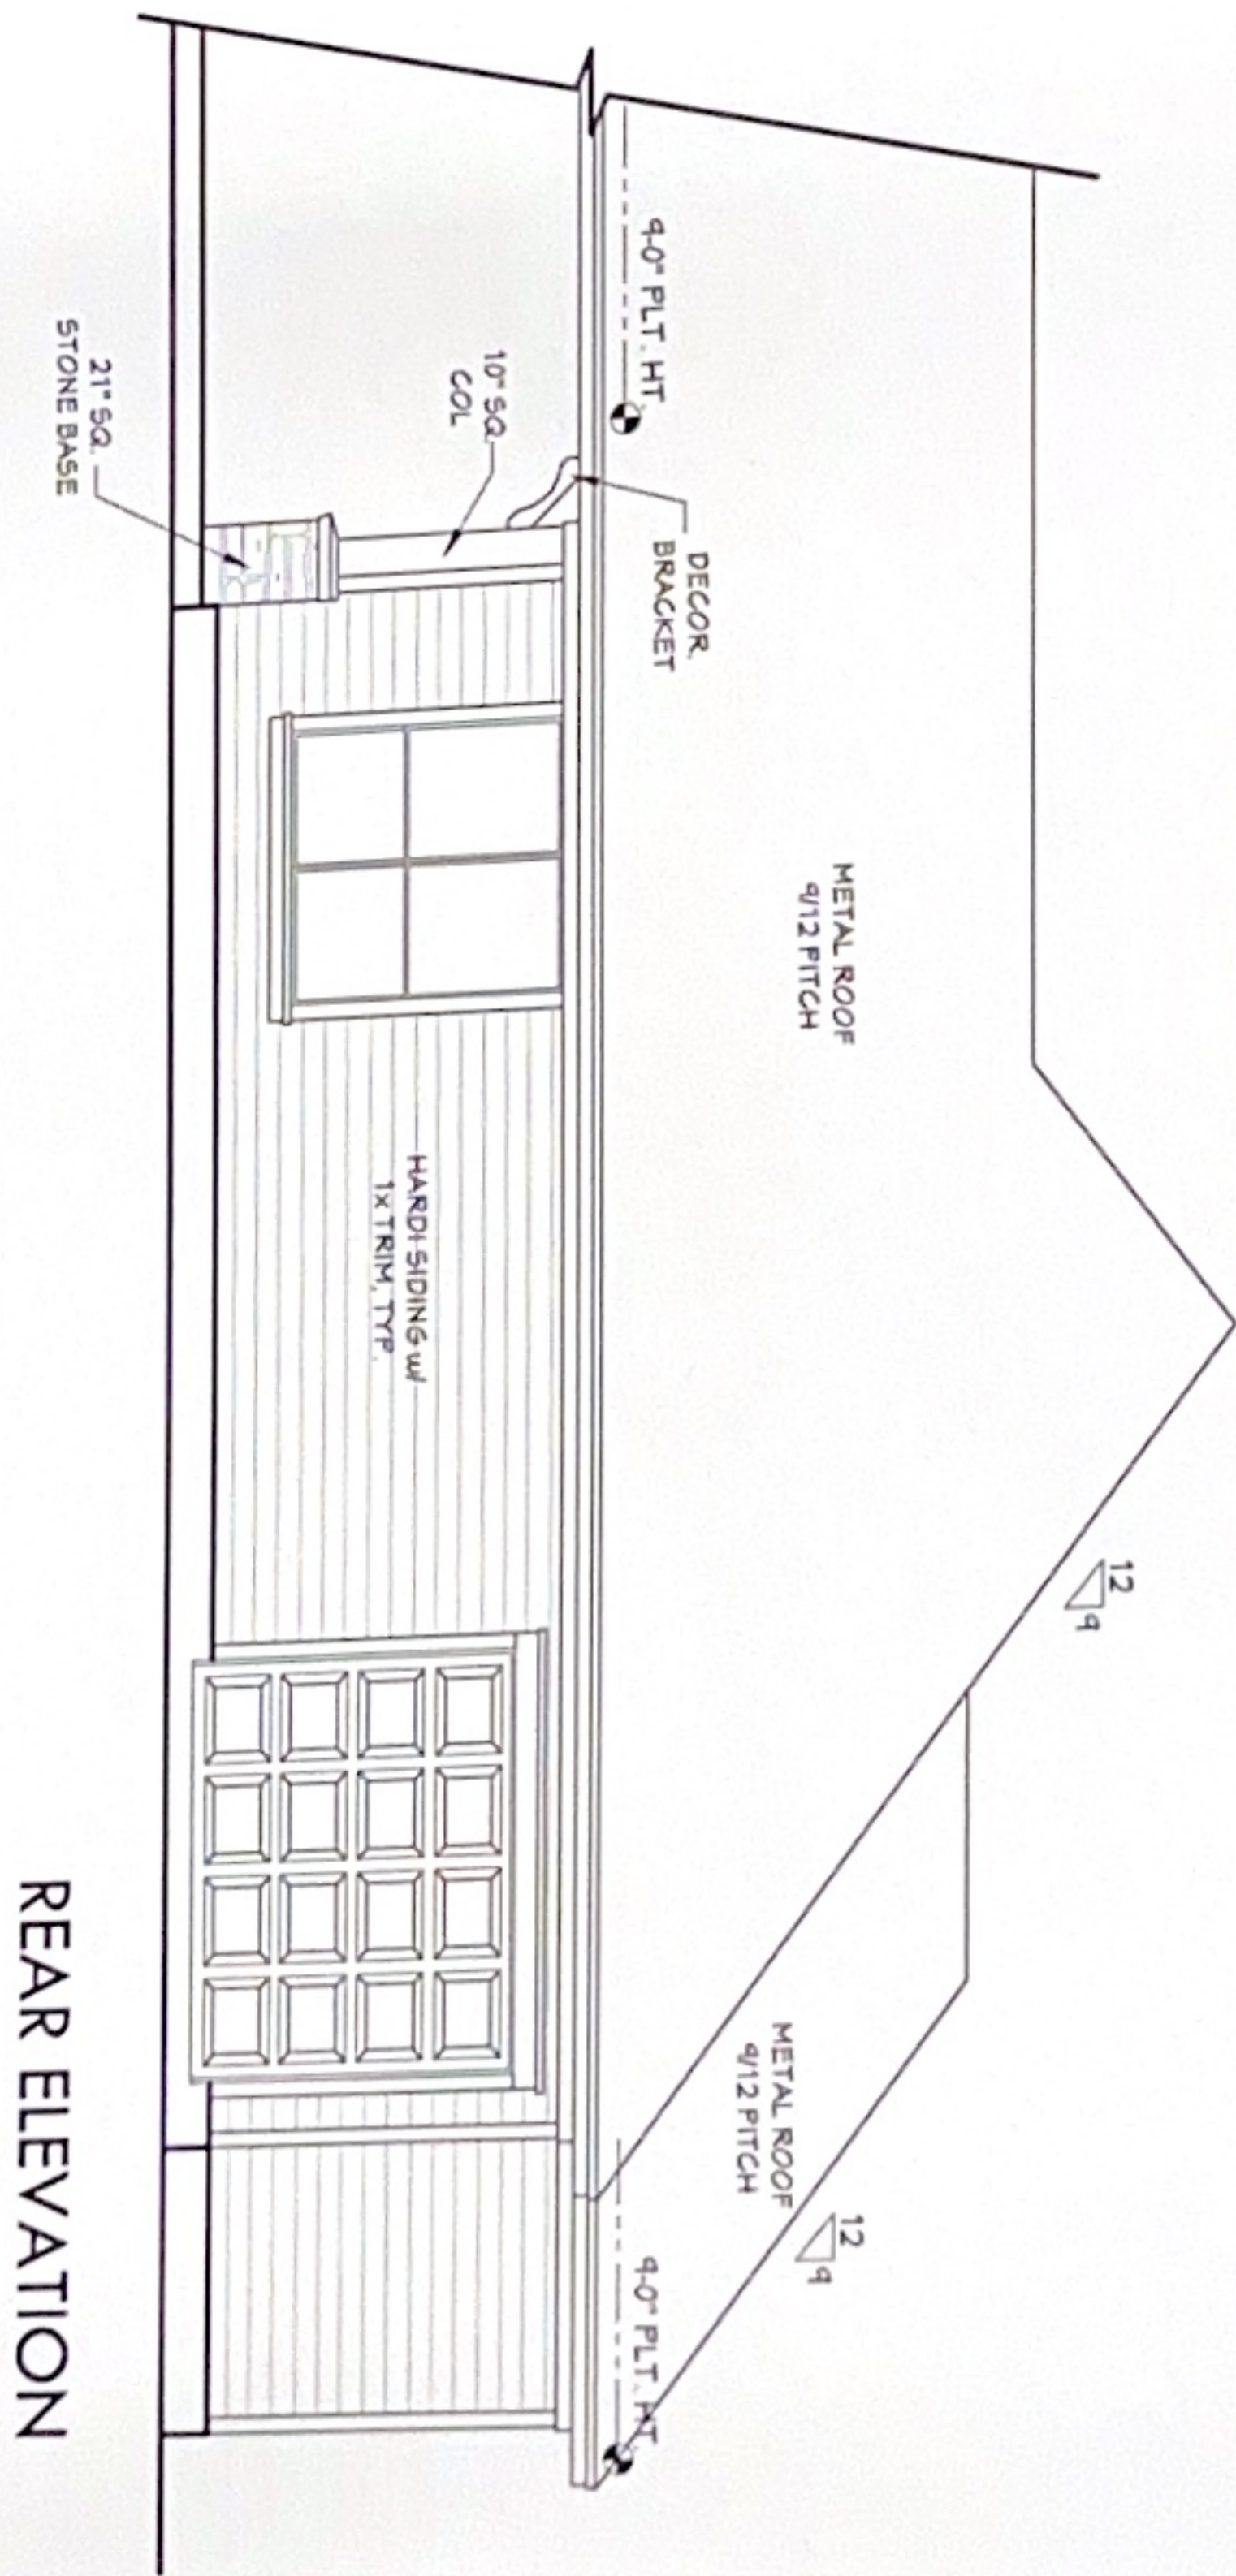 12
9
METAL ROOF
9/12 PITCH
12
9
METAL ROOF
9/12 PITCH
9-0" PLT. HT.
DECOR.
BRACKET
9-0" PLT. HT
10" SQ.
COL
HARDI SIDING w/
1x TRIM, TYP.
21" SQ.
STONE BASE
REAR ELEVATION